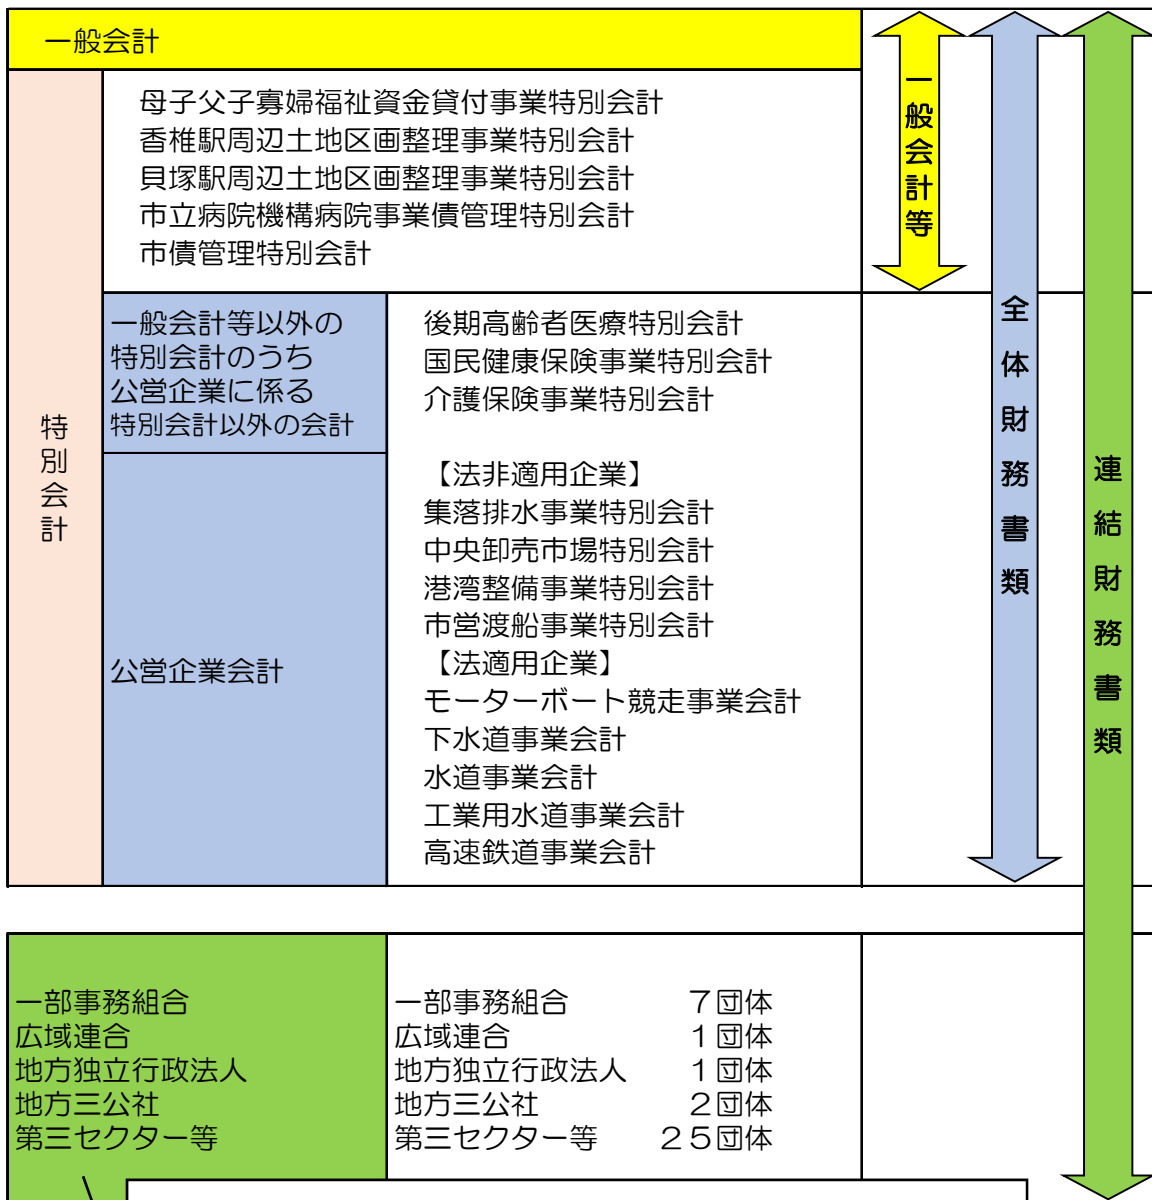 一般会計
母子父子寡婦福祉資金貸付事業特別会計
香椎駅周辺土地区画整理事業特別会計
貝塚駅周辺土地区画整理事業特別会計
市立病院機構病院事業債管理特別会計
市債管理特別会計
特別会計
一般会計等以外の
特別会計のうち
公営企業に係る
特別会計以外の会計
後期高齢者医療特別会計
国民健康保険事業特別会計
介護保険事業特別会計
公営企業会計
【法非適用企業】
集落排水事業特別会計
中央卸売市場特別会計
港湾整備事業特別会計
市営渡船事業特別会計
【法適用企業】
モーターボート競走事業会計
下水道事業会計
水道事業会計
工業用水道事業会計
高速鉄道事業会計
一般会計等
全体財務書類
連結財務書類
一部事務組合
広域連合
地方独立行政法人
地方三公社
第三セクター等
一部事務組合 7団体
広域連合 1団体
地方独立行政法人 1団体
地方三公社 2団体
第三セクター等 25団体